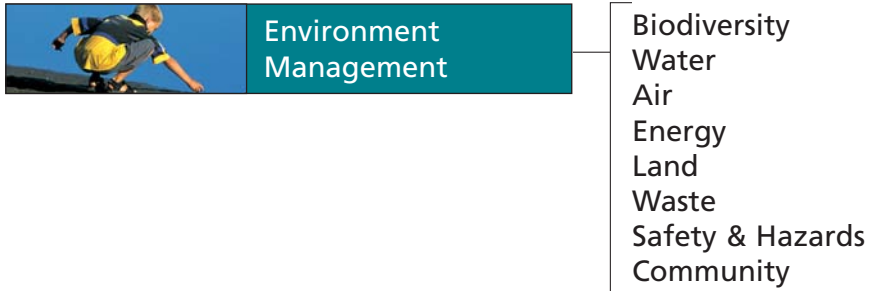 Environment
Management
Biodiversity
Water
Air
Energy
Land
Waste
Safety & Hazards
Community